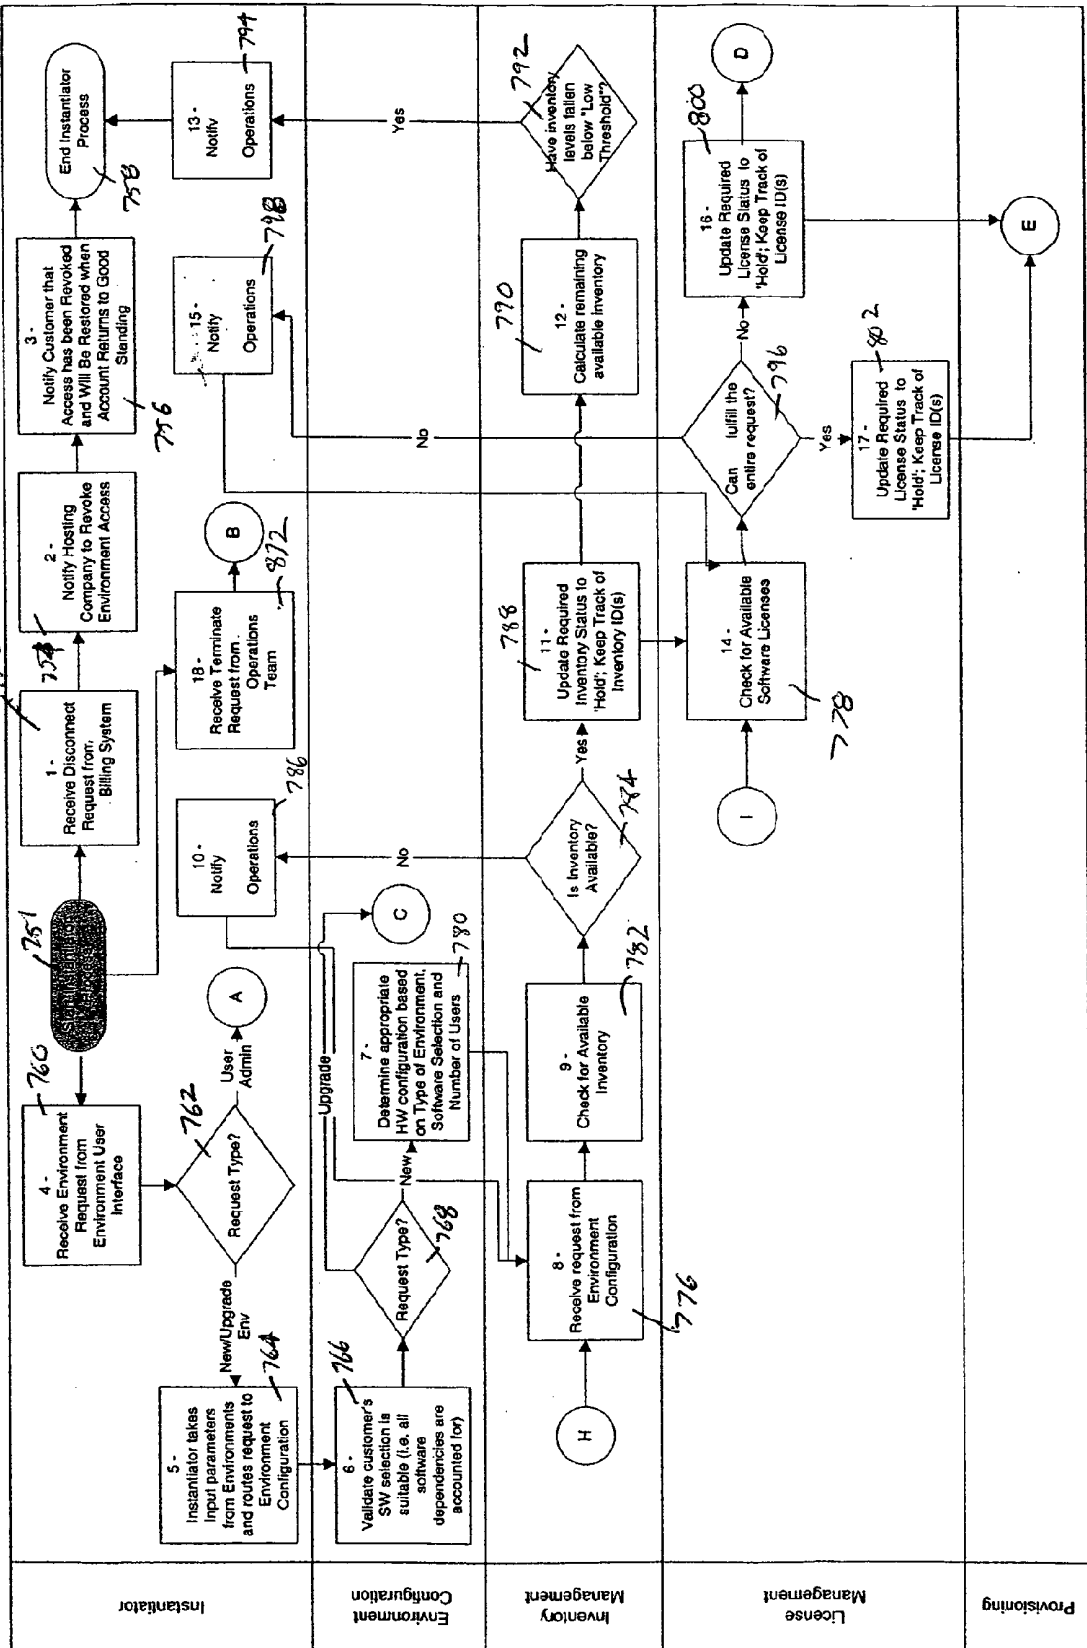 Instantiator
Environment
Configuration
Inventory
Management
License
Management
Provisioning
751
Start Instantiator
1 -
Receive Disconnect
Request from
Billing System
2 -
Notify Hosting
Company to Revoke
Environment Access
754
3 -
Notify Customer that
Access has been Revoked
and Will Be Restored when
Account Returns to Good
Standing
756
End Instantiator
Process
758
4 -
Receive Environment
Request from
Environment User
Interface
760
Request Type?
762
User
Admin
A
New/Upgrade
Env
5 -
Instantiator takes
Input parameters
from Environments
and routes request to
Environment
Configuration
764
18 -
Receive Terminate
Request from
Operations
Team
872
B
10 -
Notify
Operations
786
15 -
Notify
Operations
798
13 -
Notify
Operations
794
6 -
Validate customer's
SW selection is
suitable (i.e. all
software
dependencies are
accounted for)
766
Request Type?
768
Upgrade
C
New
7 -
Determine appropriate
HW configuration based
on Type of Environment,
Software Selection and
Number of Users
780
H
8 -
Receive request from
Environment
Configuration
776
9 -
Check for Available
Inventory
782
Is Inventory
Available?
784
No
Yes
11 -
Update Required
Inventory Status to
'Hold'; Keep Track of
Inventory ID(s)
788
12 -
Calculate remaining
available Inventory
790
Have inventory
levels fallen
below "Low
Threshold"?
792
Yes
I
14 -
Check for Available
Software Licenses
778
Can fulfill the
entire request?
796
No
No
Yes
16 -
Update Required
License Status to
'Hold'; Keep Track of
License ID(s)
800
D
17 -
Update Required
License Status to
'Hold'; Keep Track of
License ID(s)
802
E